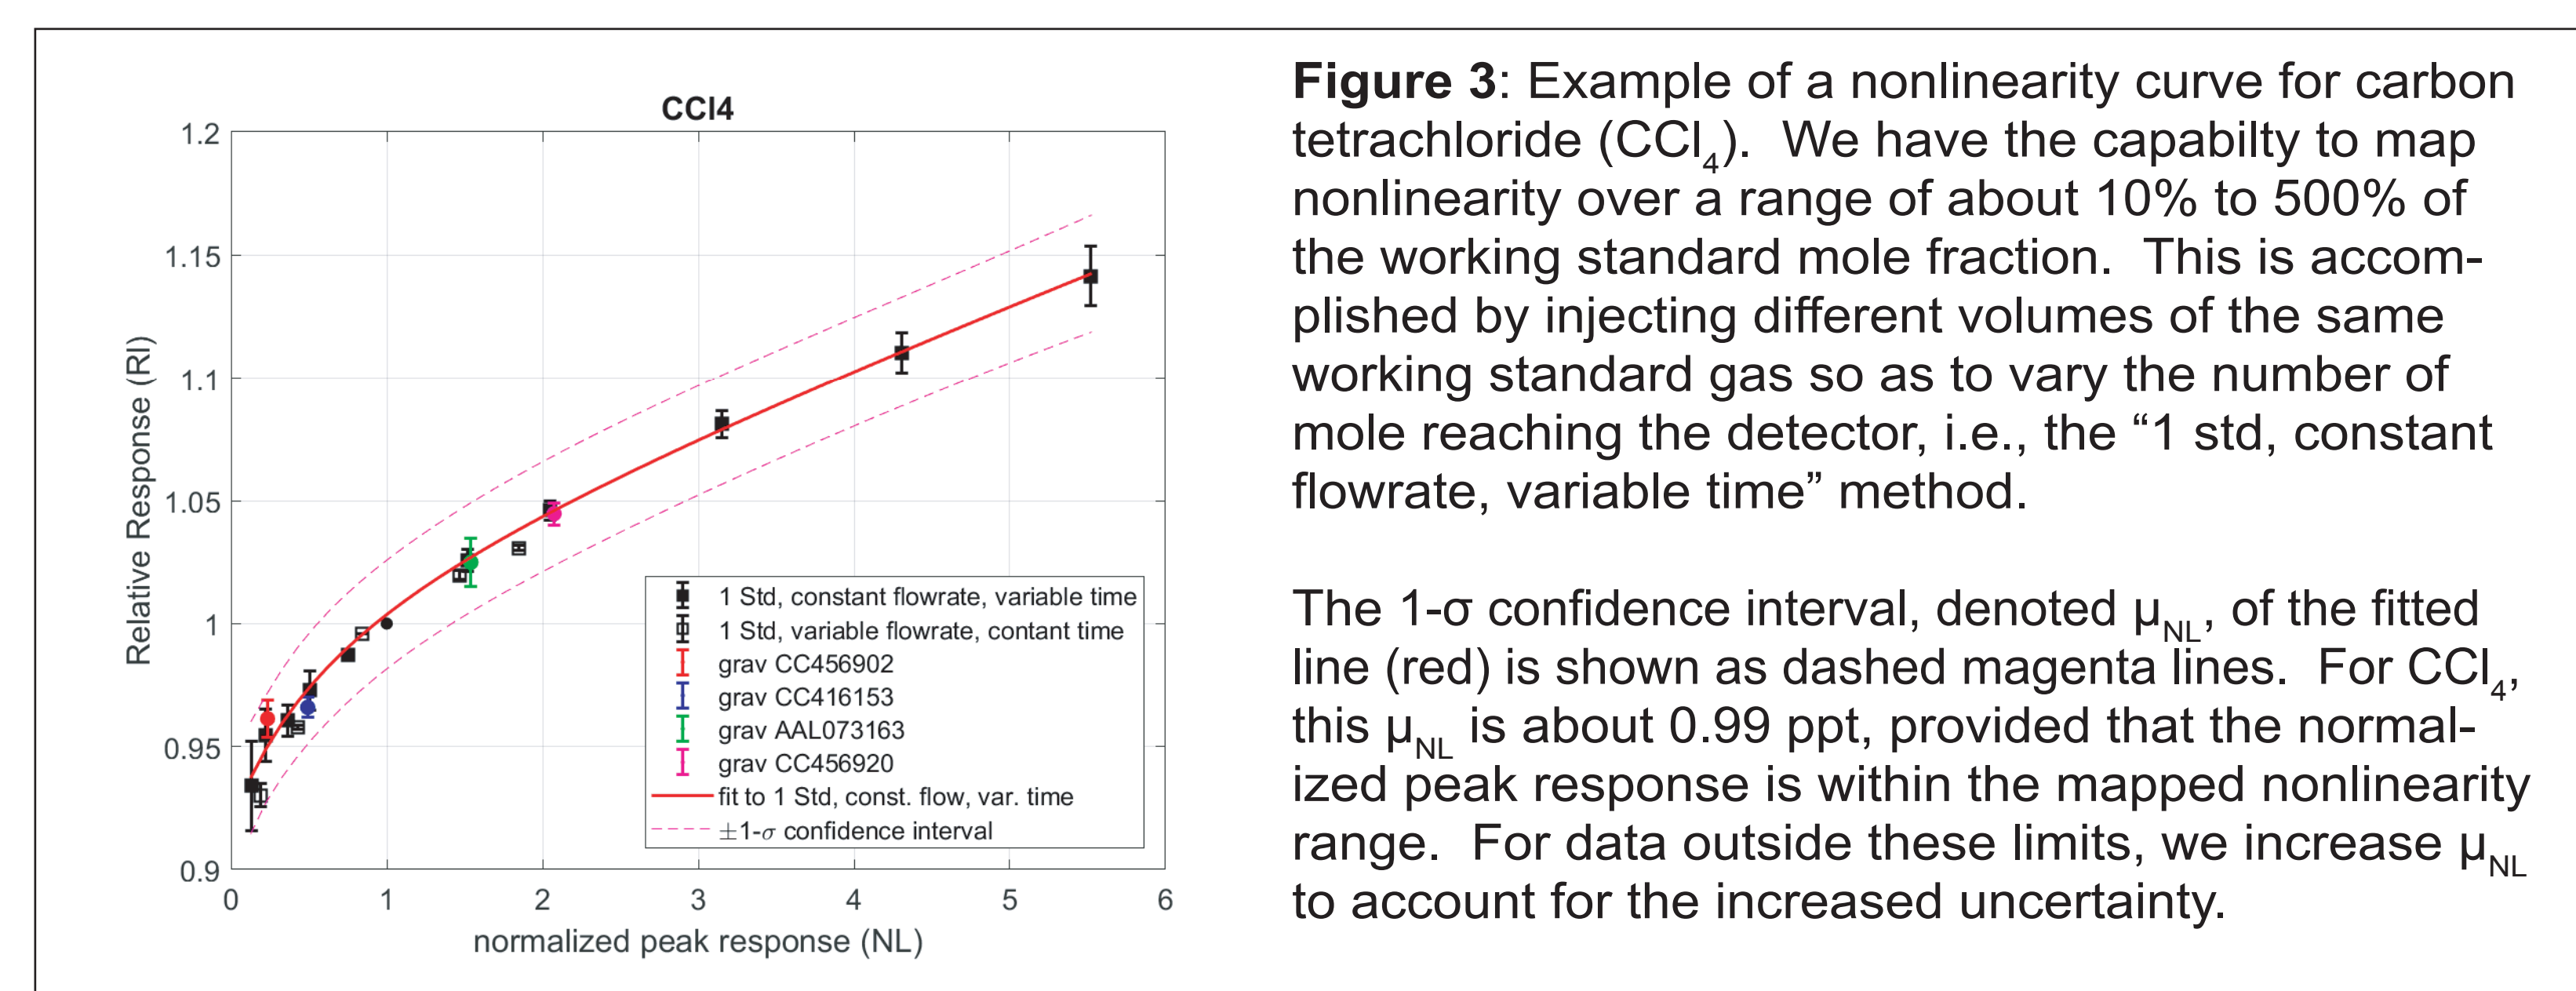 CCl4
1.2
1.15
1.1
1.05
1
0.95
0.9
Relative Response (RI)
0 1 2 3 4 5 6
normalized peak response (NL)
1 Std, constant flowrate, variable time
1 Std, variable flowrate, contant time
grav CC456902
grav CC416153
grav AAL073163
grav CC456920
fit to 1 Std, const. flow, var. time
±1-σ confidence interval
Figure 3: Example of a nonlinearity curve for carbon
tetrachloride (CCl₄). We have the capabilty to map
nonlinearity over a range of about 10% to 500% of
the working standard mole fraction. This is accom-
plished by injecting different volumes of the same
working standard gas so as to vary the number of
mole reaching the detector, i.e., the “1 std, constant
flowrate, variable time” method.
The 1-σ confidence interval, denoted μNL, of the fitted
line (red) is shown as dashed magenta lines. For CCl₄,
this μNL is about 0.99 ppt, provided that the normal-
ized peak response is within the mapped nonlinearity
range. For data outside these limits, we increase μNL
to account for the increased uncertainty.